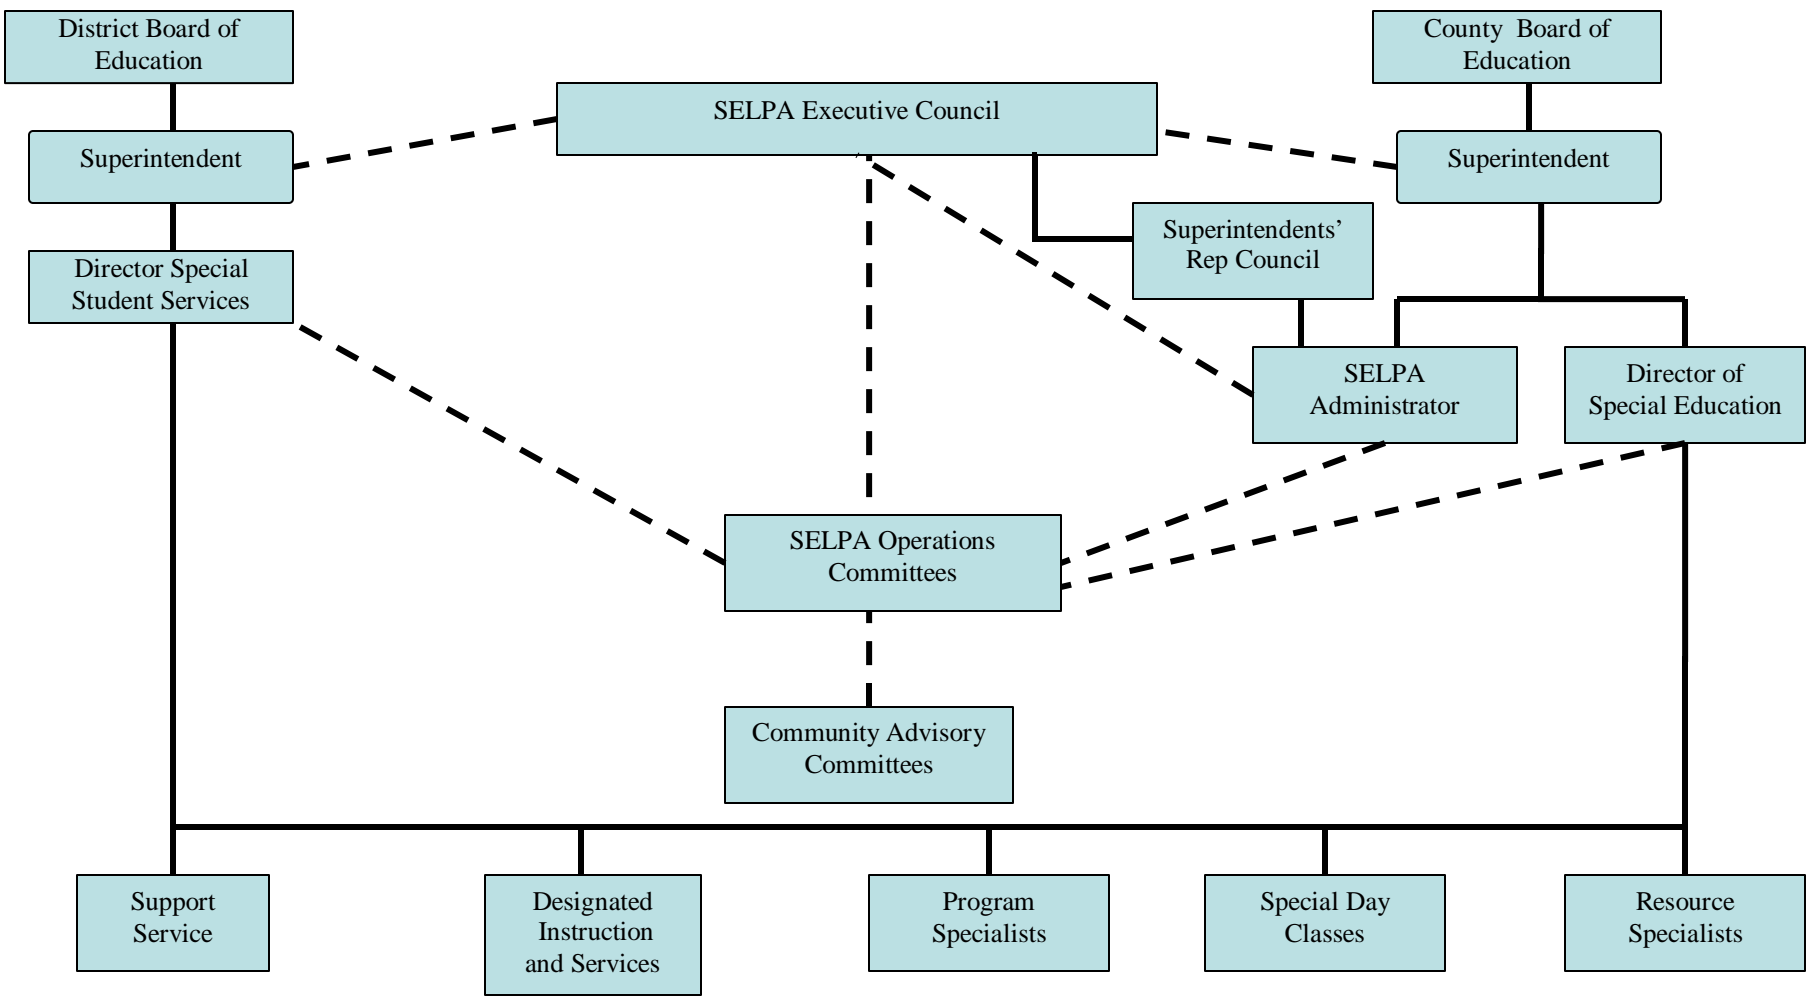 District Board of
Education
County Board of
Education
SELPA Executive Council
Superintendent
Superintendent
Superintendents’
Rep Council
Director Special
Student Services
SELPA
Administrator
Director of
Special Education
SELPA Operations
Committees
Community Advisory
Committees
Support
Service
Designated
Instruction
and Services
Program
Specialists
Special Day
Classes
Resource
Specialists